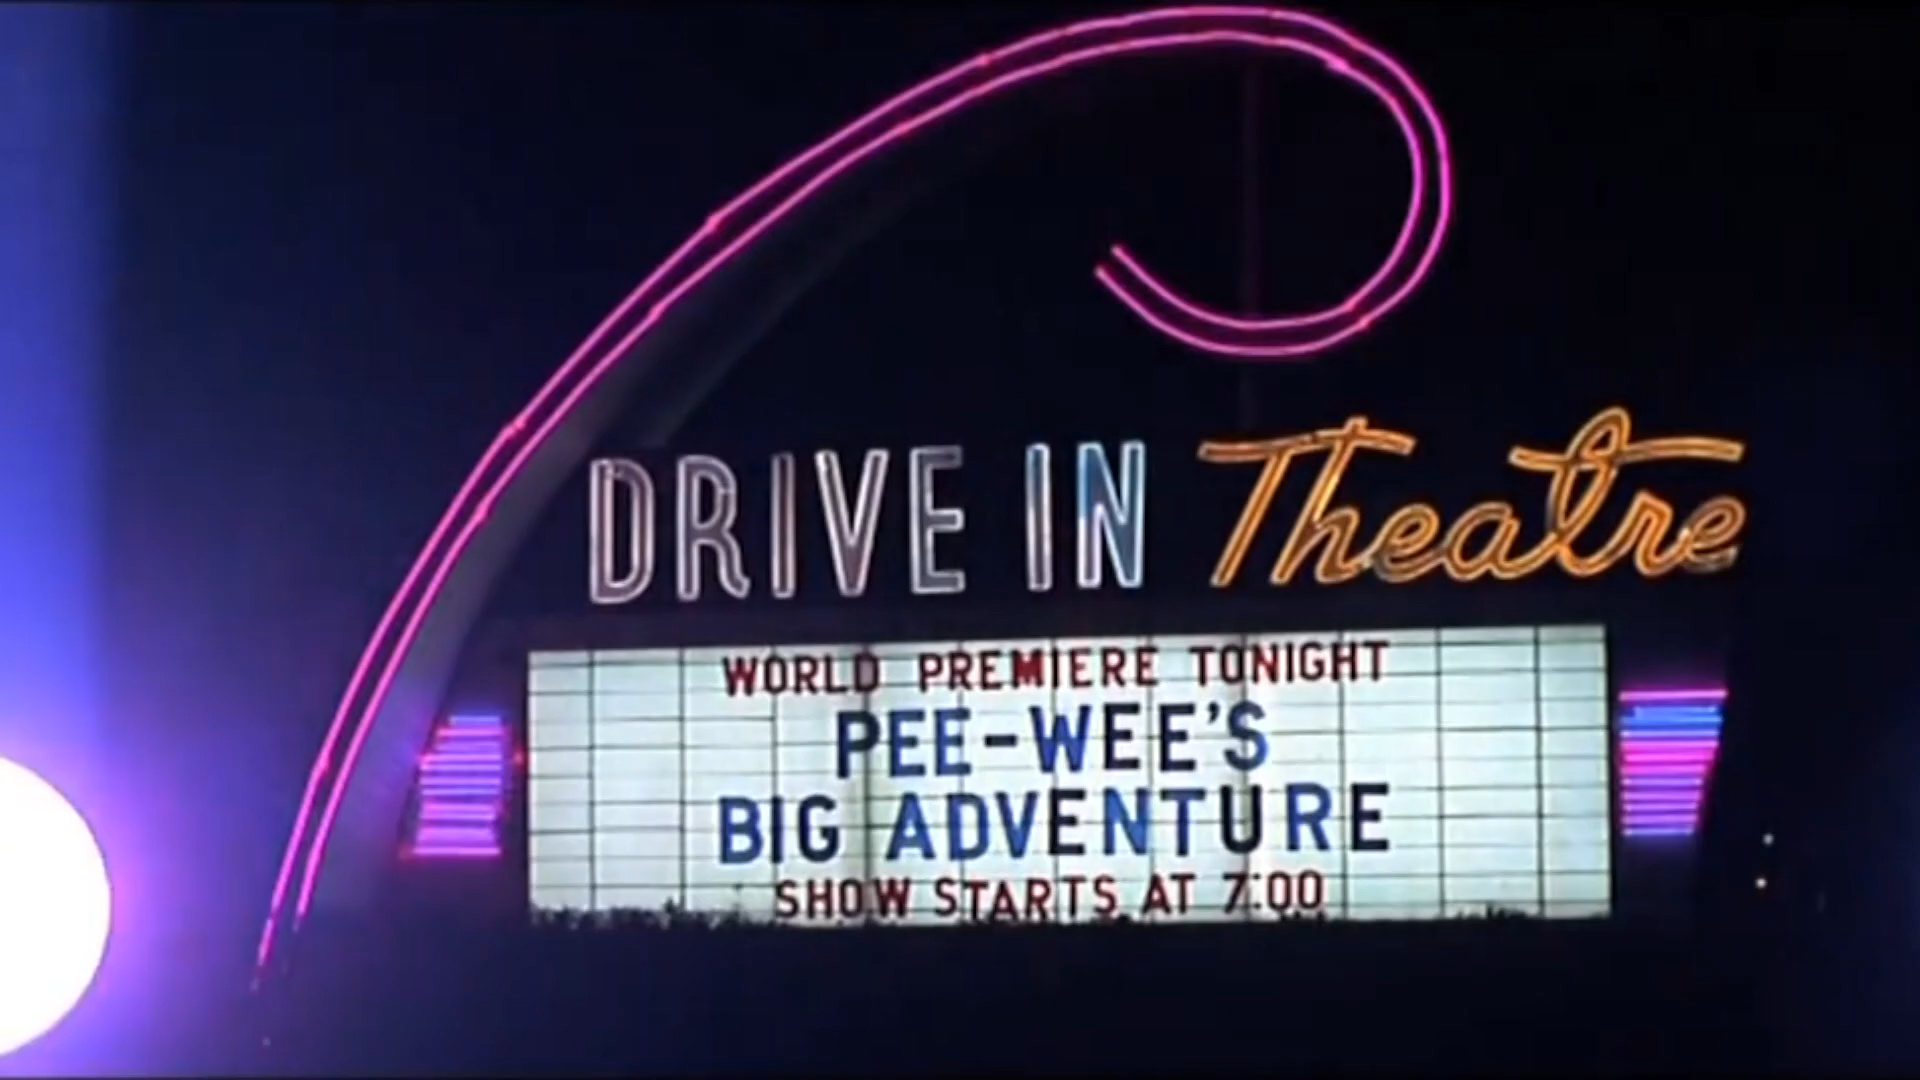 DRIVE IN Theatre
WORLD PREMIERE TONIGHT
PEE-WEE'S
BIG ADVENTURE
SHOW STARTS AT 7:00